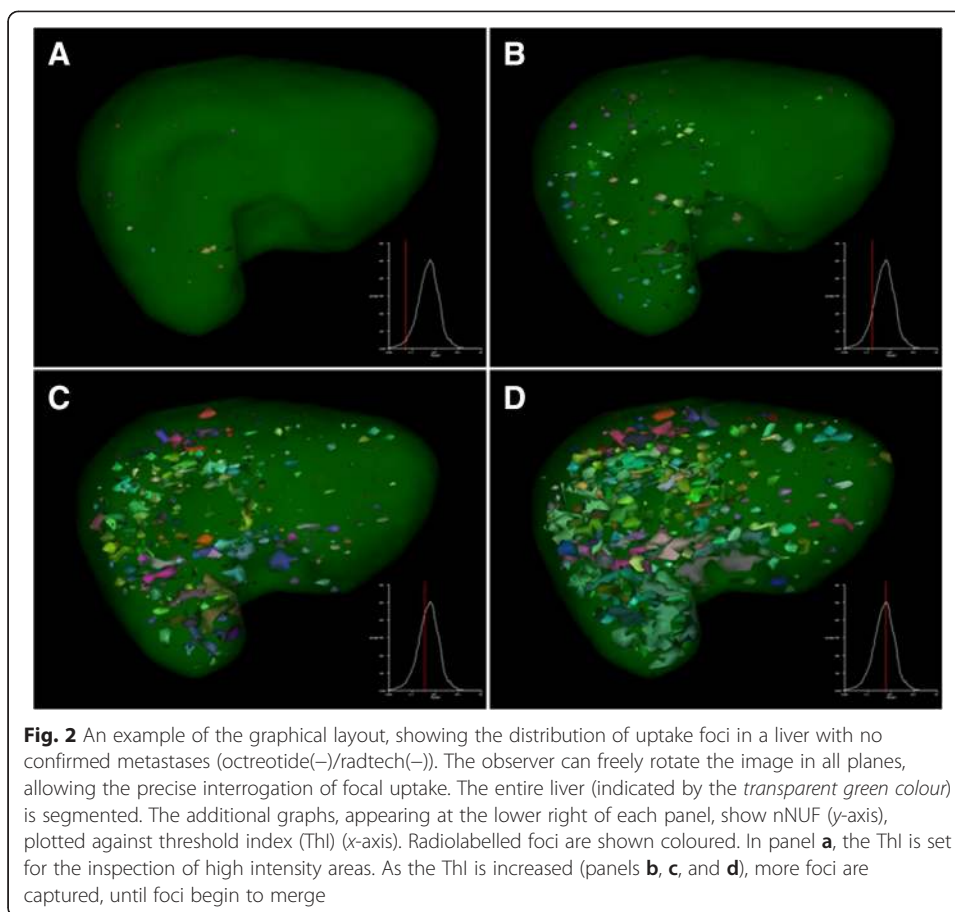 A
B
C
D
Fig. 2 An example of the graphical layout, showing the distribution of uptake foci in a liver with no
confirmed metastases (octreotide(−)/radtech(−)). The observer can freely rotate the image in all planes,
allowing the precise interrogation of focal uptake. The entire liver (indicated by the transparent green colour)
is segmented. The additional graphs, appearing at the lower right of each panel, show nNUF (y-axis),
plotted against threshold index (ThI) (x-axis). Radiolabelled foci are shown coloured. In panel a, the ThI is set
for the inspection of high intensity areas. As the ThI is increased (panels b, c, and d), more foci are
captured, until foci begin to merge